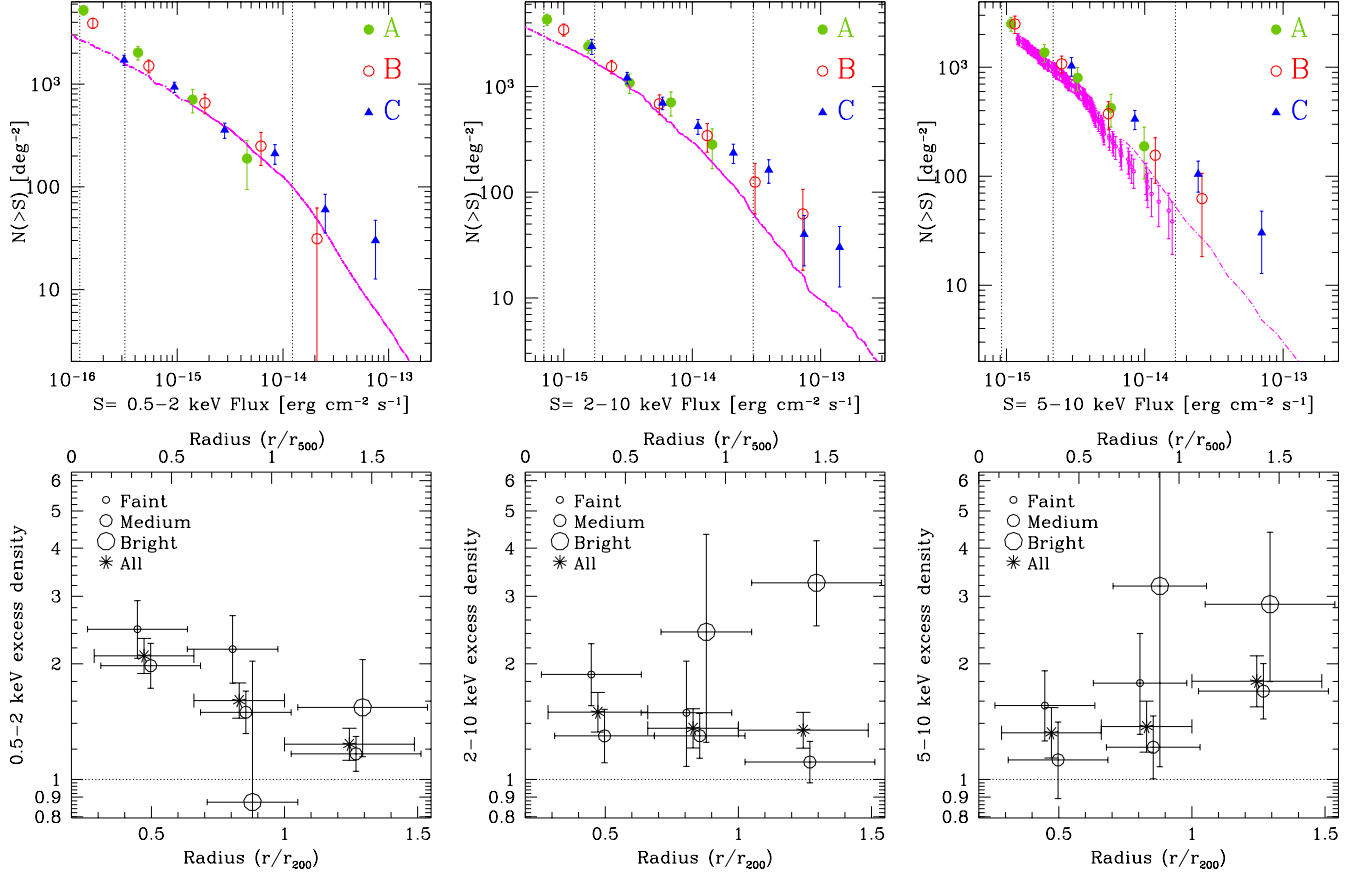 A
B
C
N(>S) [deg⁻²]
10³
100
10
10⁻¹⁶ 10⁻¹⁵ 10⁻¹⁴ 10⁻¹³
S= 0.5−2 keV Flux [erg cm⁻² s⁻¹]
A
B
C
N(>S) [deg⁻²]
10³
100
10
10⁻¹⁵ 10⁻¹⁴ 10⁻¹³
S= 2−10 keV Flux [erg cm⁻² s⁻¹]
A
B
C
N(>S) [deg⁻²]
10³
100
10
10⁻¹⁵ 10⁻¹⁴ 10⁻¹³
S= 5−10 keV Flux [erg cm⁻² s⁻¹]
Radius (r/r₅₀₀)
0 0.5 1 1.5
Faint
Medium
Bright
All
0.5−2 keV excess density
6
5
4
3
2
1
0.9
0.8
0.5 1 1.5
Radius (r/r₂₀₀)
Radius (r/r₅₀₀)
0 0.5 1 1.5
Faint
Medium
Bright
All
2−10 keV excess density
6
5
4
3
2
1
0.9
0.8
0.5 1 1.5
Radius (r/r₂₀₀)
Radius (r/r₅₀₀)
0 0.5 1 1.5
Faint
Medium
Bright
All
5−10 keV excess density
6
5
4
3
2
1
0.9
0.8
0.5 1 1.5
Radius (r/r₂₀₀)